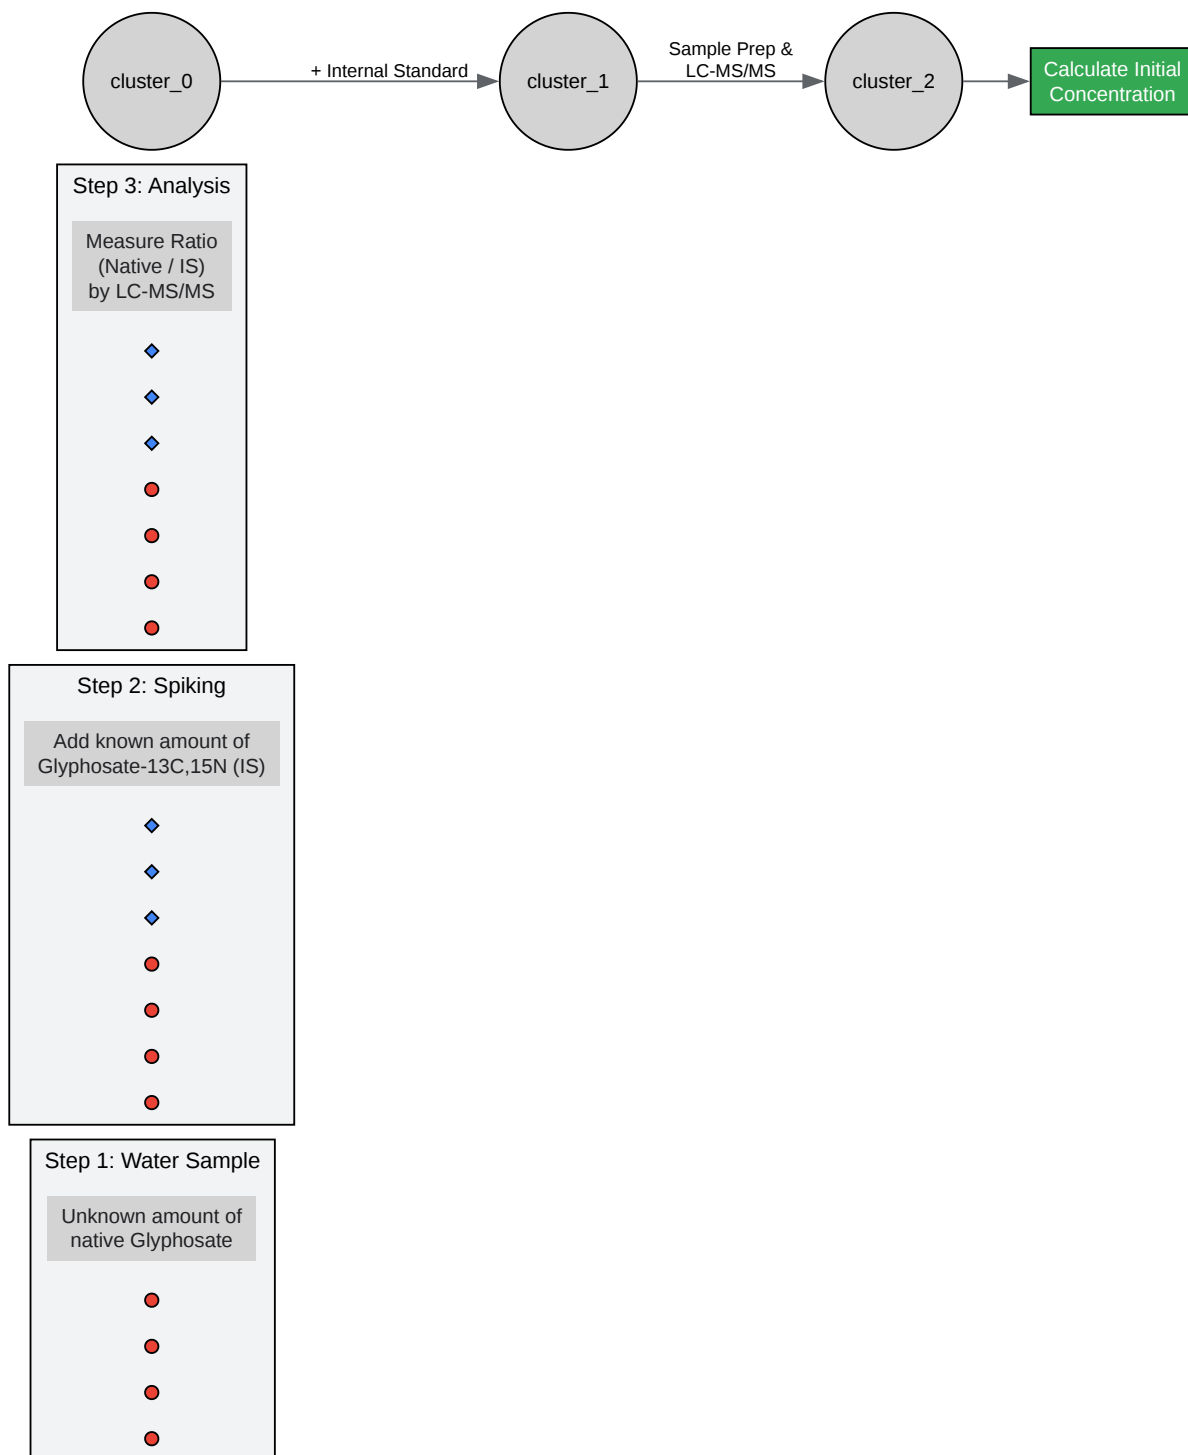 cluster_0
+ Internal Standard
cluster_1
Sample Prep &
LC-MS/MS
cluster_2
Calculate Initial
Concentration
Step 3: Analysis
Measure Ratio
(Native / IS)
by LC-MS/MS
Step 2: Spiking
Add known amount of
Glyphosate-13C,15N (IS)
Step 1: Water Sample
Unknown amount of
native Glyphosate